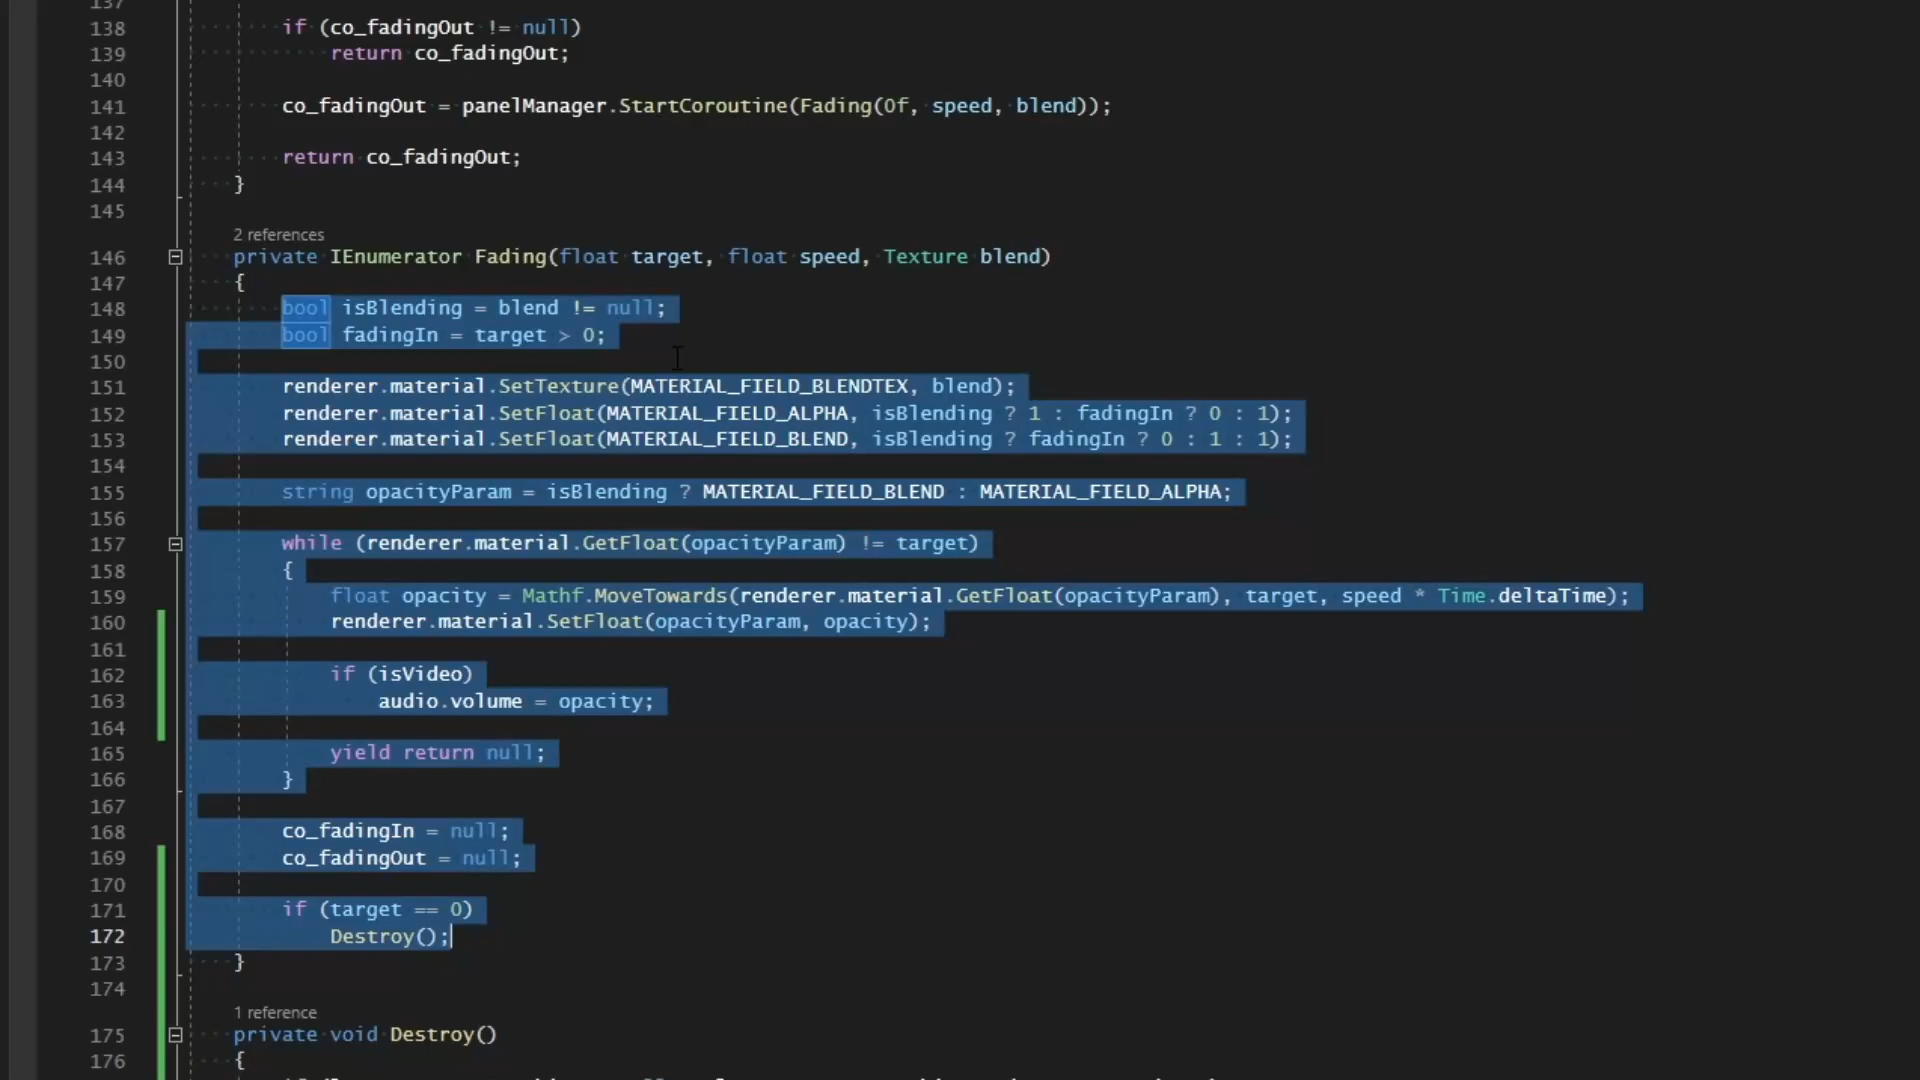 137
138 if (co_fadingOut != null)
139 return co_fadingOut;
140
141 co_fadingOut = panelManager.StartCoroutine(Fading(0f, speed, blend));
142
143 return co_fadingOut;
144 }
145
2 references
146 private IEnumerator Fading(float target, float speed, Texture blend)
147 {
148 bool isBlending = blend != null;
149 bool fadingIn = target > 0;
150
151 renderer.material.SetTexture(MATERIAL_FIELD_BLENDTEX, blend);
152 renderer.material.SetFloat(MATERIAL_FIELD_ALPHA, isBlending ? 1 : fadingIn ? 0 : 1);
153 renderer.material.SetFloat(MATERIAL_FIELD_BLEND, isBlending ? fadingIn ? 0 : 1 : 1);
154
155 string opacityParam = isBlending ? MATERIAL_FIELD_BLEND : MATERIAL_FIELD_ALPHA;
156
157 while (renderer.material.GetFloat(opacityParam) != target)
158 {
159 float opacity = Mathf.MoveTowards(renderer.material.GetFloat(opacityParam), target, speed * Time.deltaTime);
160 renderer.material.SetFloat(opacityParam, opacity);
161
162 if (isVideo)
163 audio.volume = opacity;
164
165 yield return null;
166 }
167
168 co_fadingIn = null;
169 co_fadingOut = null;
170
171 if (target == 0)
172 Destroy();
173 }
174
1 reference
175 private void Destroy()
176 {